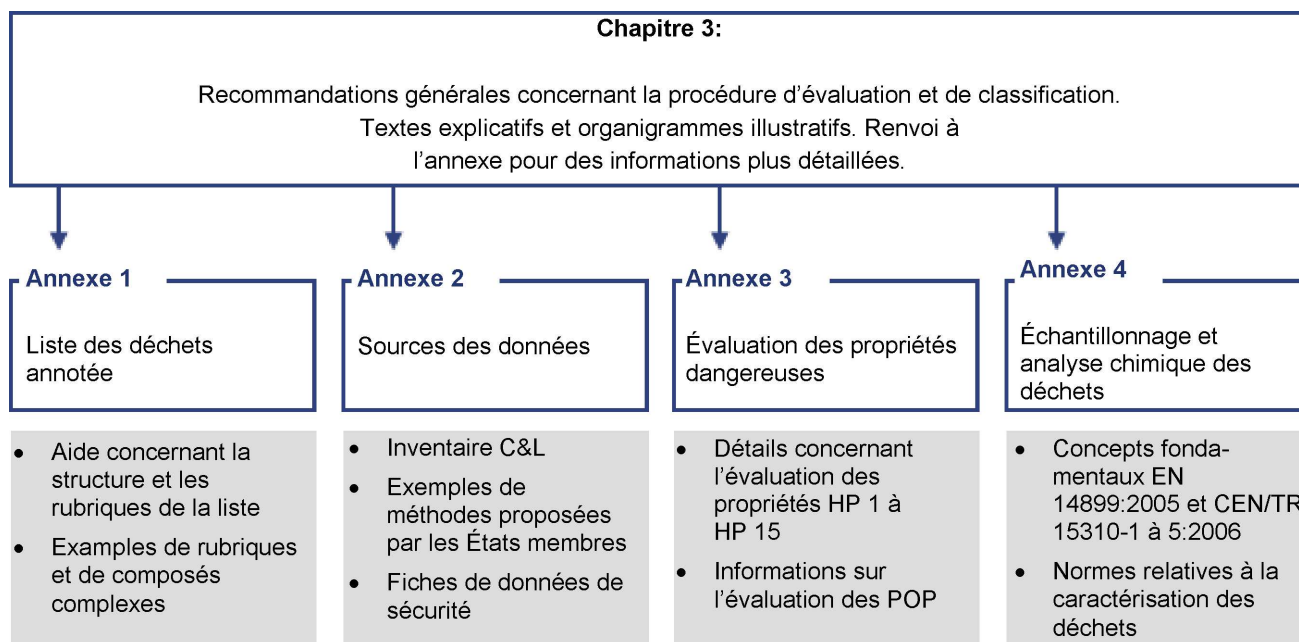 Chapitre 3:
Recommandations générales concernant la procédure d’évaluation et de classification.
Textes explicatifs et organigrammes illustratifs. Renvoi à
l’annexe pour des informations plus détaillées.
Annexe 1
Liste des déchets
annotée
• Aide concernant la
structure et les
rubriques de la liste
• Examples de rubriques
et de composés
complexes
Annexe 2
Sources des données
• Inventaire C&L
• Exemples de
méthodes proposées
par les États membres
• Fiches de données de
sécurité
Annexe 3
Évaluation des propriétés
dangereuses
• Détails concernant
l’évaluation des
propriétés HP 1 à
HP 15
• Informations sur
l’évaluation des POP
Annexe 4
Échantillonnage et
analyse chimique des
déchets
• Concepts fonda-
mentaux EN
14899:2005 et CEN/TR
15310-1 à 5:2006
• Normes relatives à la
caractérisation des
déchets